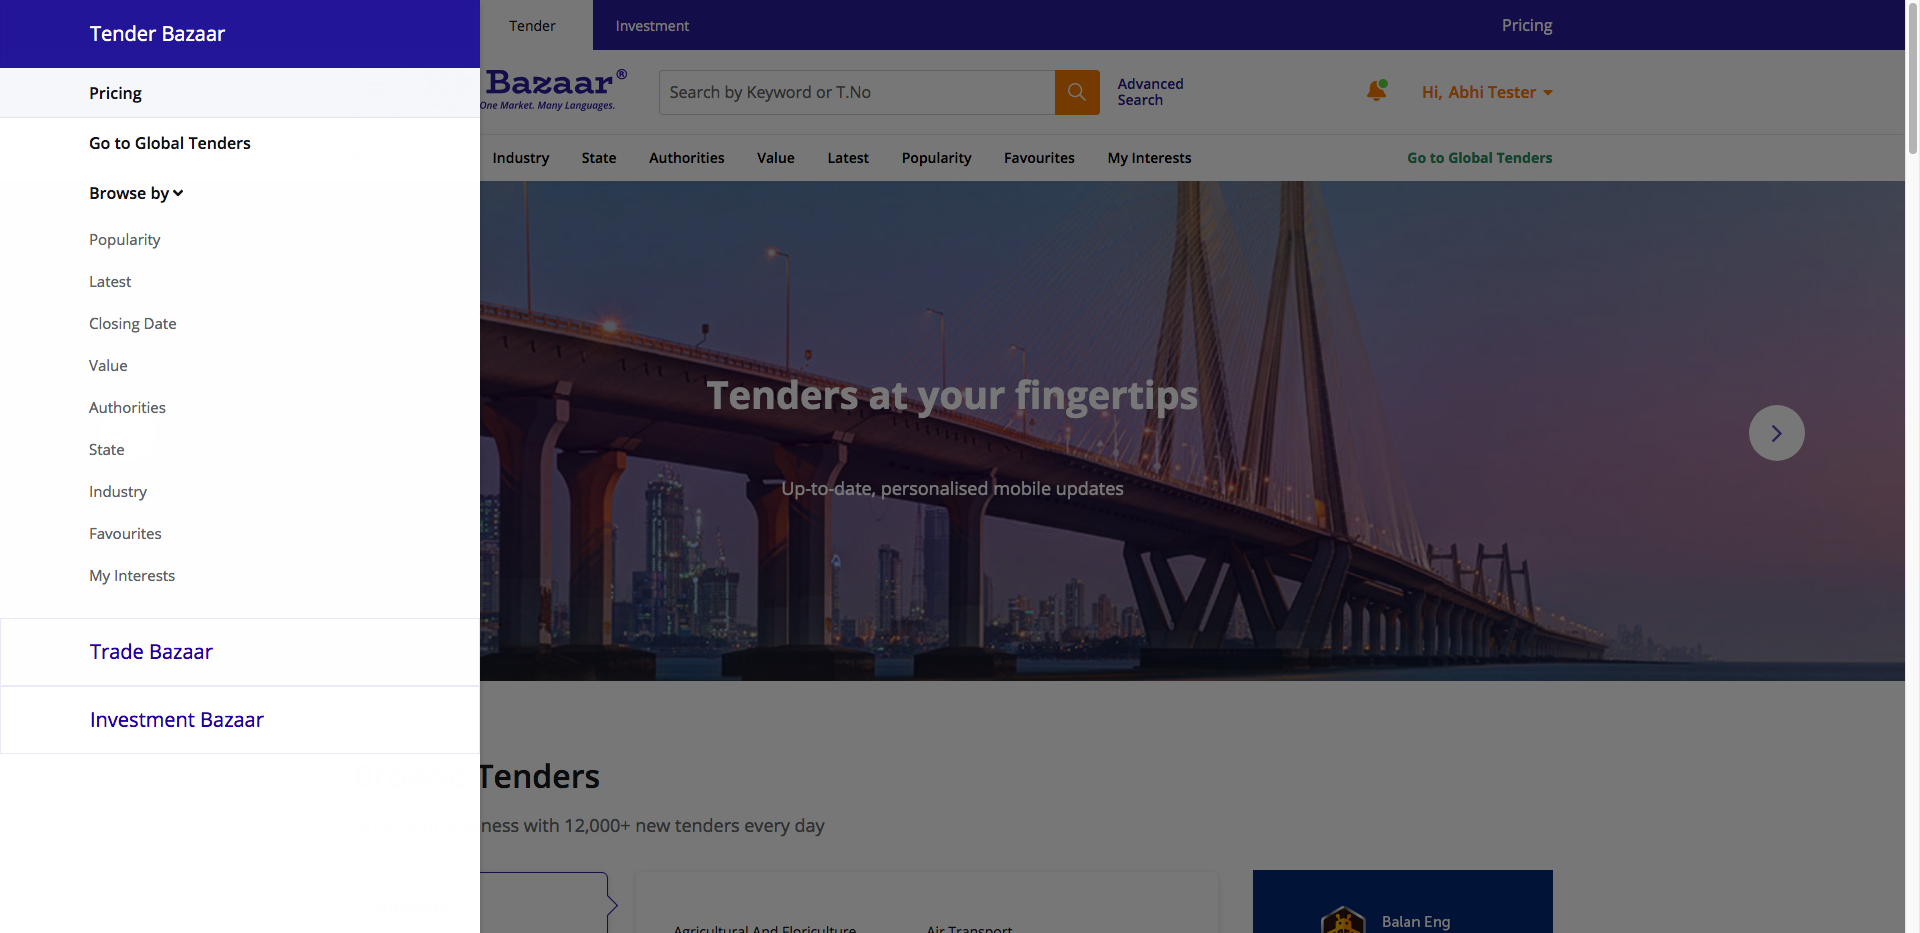 Tender Bazaar
Pricing
Go to Global Tenders
Browse by
Popularity
Latest
Closing Date
Value
Authorities
State
Industry
Favourites
My Interests
Trade Bazaar
Investment Bazaar
Tender
Investment
Pricing
Bazaar®
One Market. Many Languages.
Search by Keyword or T.No
Advanced
Search
Hi, Abhi Tester
Industry
State
Authorities
Value
Latest
Popularity
Favourites
My Interests
Go to Global Tenders
Tenders at your fingertips
Up-to-date, personalised mobile updates
Tenders
ness with 12,000+ new tenders every day
Agricultural And Floriculture
Air Transport
Balan Eng